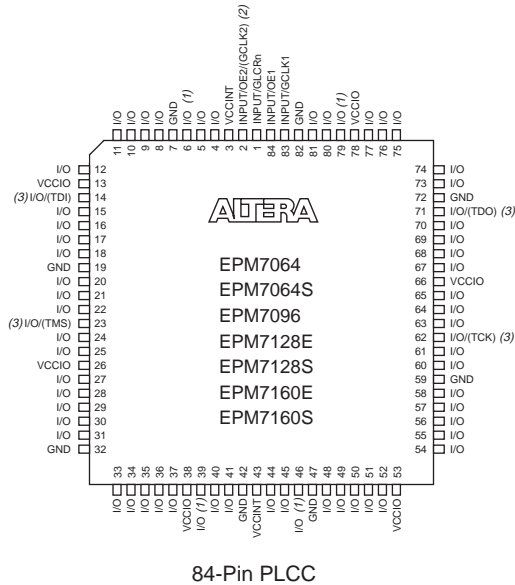 I/O
I/O
I/O
I/O
GND
I/O (1)
I/O
I/O
VCCINT
INPUT/OE2/(GCLK2) (2)
INPUT/GLCRn
INPUT/OE1
INPUT/GCLK1
GND
I/O
I/O
I/O (1)
VCCIO
I/O
I/O
I/O
11
10
9
8
7
6
5
4
3
2
1
84
83
82
81
80
79
78
77
76
75
I/O 12
VCCIO 13
(3) I/O/(TDI) 14
I/O 15
I/O 16
I/O 17
I/O 18
GND 19
I/O 20
I/O 21
I/O 22
(3) I/O/(TMS) 23
I/O 24
I/O 25
VCCIO 26
I/O 27
I/O 28
I/O 29
I/O 30
I/O 31
GND 32
ALTERA
EPM7064
EPM7064S
EPM7096
EPM7128E
EPM7128S
EPM7160E
EPM7160S
74 I/O
73 I/O
72 GND
71 I/O/(TDO) (3)
70 I/O
69 I/O
68 I/O
67 I/O
66 VCCIO
65 I/O
64 I/O
63 I/O
62 I/O/(TCK) (3)
61 I/O
60 I/O
59 GND
58 I/O
57 I/O
56 I/O
55 I/O
54 I/O
33
34
35
36
37
38
39
40
41
42
43
44
45
46
47
48
49
50
51
52
53
I/O
I/O
I/O
I/O
I/O
VCCIO
I/O (1)
I/O
I/O
GND
VCCINT
I/O
I/O
I/O (1)
GND
I/O
I/O
I/O
I/O
I/O
VCCIO
84-Pin PLCC